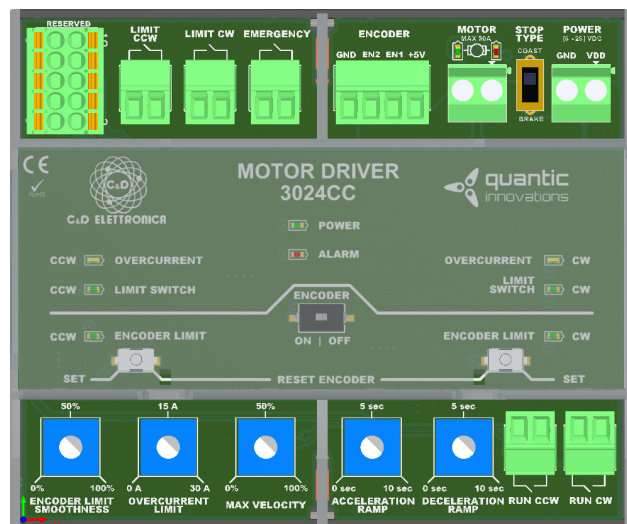 RESERVED
LIMIT
CCW
LIMIT CW
EMERGENCY
ENCODER
GND EN2 EN1 +5V
MOTOR
MAX 30A
STOP
TYPE
COAST
BRAKE
POWER
[5 - 25] VDC
GND VDD
CE
RoHS
C&D
C&D ELETTRONICA
MOTOR DRIVER
3024CC
quantic
innovations
POWER
ALARM
CCW OVERCURRENT
OVERCURRENT CW
CCW LIMIT SWITCH
LIMIT
SWITCH CW
ENCODER
ON | OFF
CCW ENCODER LIMIT
ENCODER LIMIT CW
SET
RESET ENCODER
SET
50%
0% 100%
ENCODER LIMIT
SMOOTHNESS
15 A
0 A 30 A
OVERCURRENT
LIMIT
50%
0% 100%
MAX VELOCITY
5 sec
0 sec 10 sec
ACCELERATION
RAMP
5 sec
0 sec 10 sec
DECELERATION
RAMP
RUN CCW
RUN CW